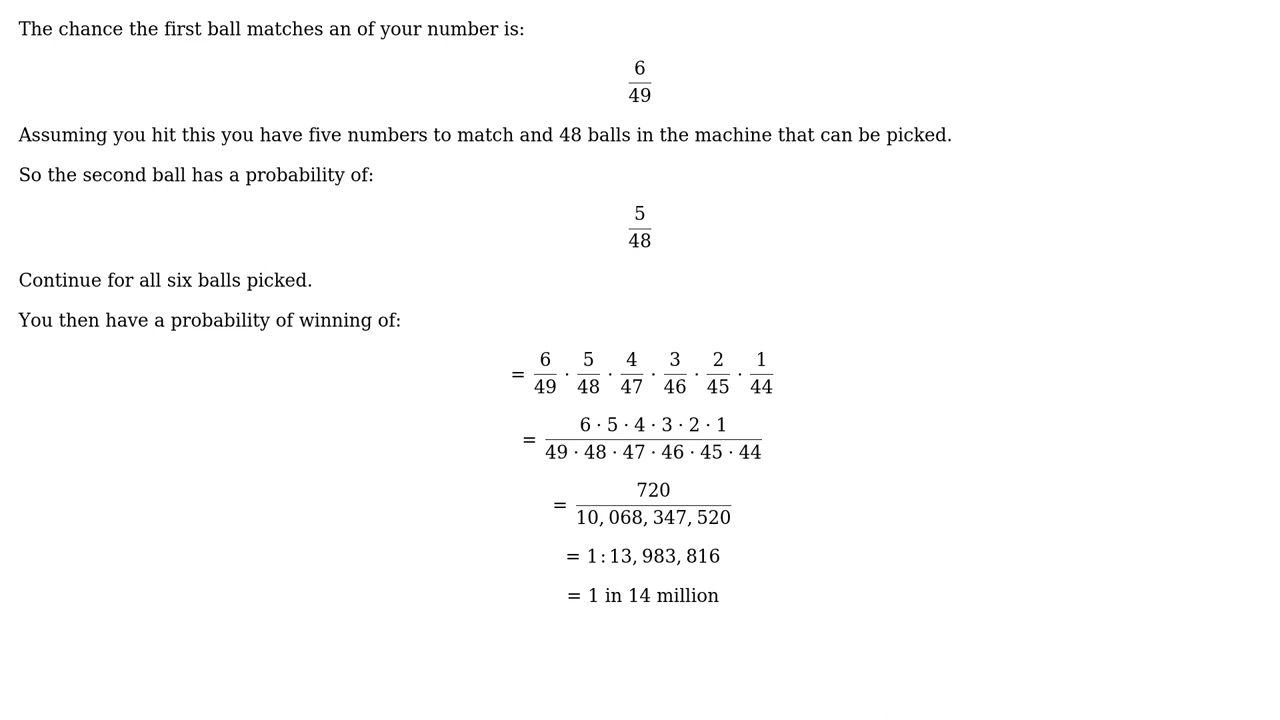 The chance the first ball matches an of your number is:
6/49
Assuming you hit this you have five numbers to match and 48 balls in the machine that can be picked.
So the second ball has a probability of:
5/48
Continue for all six balls picked.
You then have a probability of winning of:
= 6/49 · 5/48 · 4/47 · 3/46 · 2/45 · 1/44
= 6 · 5 · 4 · 3 · 2 · 1 / 49 · 48 · 47 · 46 · 45 · 44
= 720 / 10, 068, 347, 520
= 1 : 13, 983, 816
= 1 in 14 million